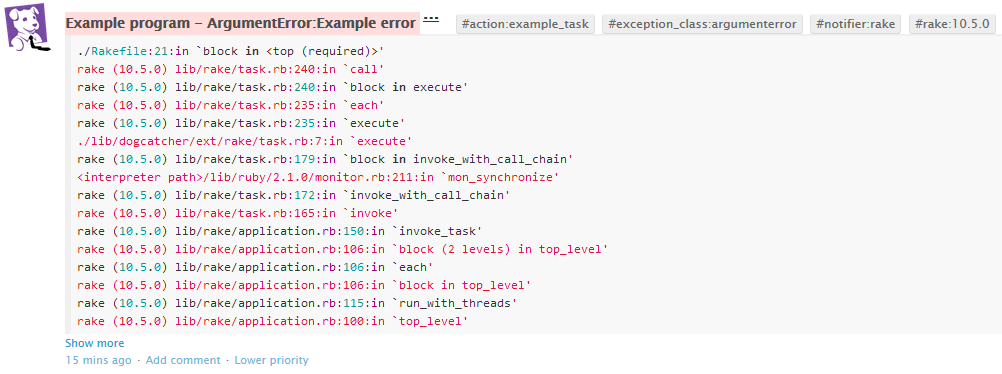 Example program – ArgumentError:Example error ... #action:example_task #exception_class:argumenterror #notifier:rake #rake:10.5.0
./Rakefile:21:in `block in <top (required)>'
rake (10.5.0) lib/rake/task.rb:240:in `call'
rake (10.5.0) lib/rake/task.rb:240:in `block in execute'
rake (10.5.0) lib/rake/task.rb:235:in `each'
rake (10.5.0) lib/rake/task.rb:235:in `execute'
./lib/dogcatcher/ext/rake/task.rb:7:in `execute'
rake (10.5.0) lib/rake/task.rb:179:in `block in invoke_with_call_chain'
<interpreter path>/lib/ruby/2.1.0/monitor.rb:211:in `mon_synchronize'
rake (10.5.0) lib/rake/task.rb:172:in `invoke_with_call_chain'
rake (10.5.0) lib/rake/task.rb:165:in `invoke'
rake (10.5.0) lib/rake/application.rb:150:in `invoke_task'
rake (10.5.0) lib/rake/application.rb:106:in `block (2 levels) in top_level'
rake (10.5.0) lib/rake/application.rb:106:in `each'
rake (10.5.0) lib/rake/application.rb:106:in `block in top_level'
rake (10.5.0) lib/rake/application.rb:115:in `run_with_threads'
rake (10.5.0) lib/rake/application.rb:100:in `top_level'
Show more
15 mins ago · Add comment · Lower priority